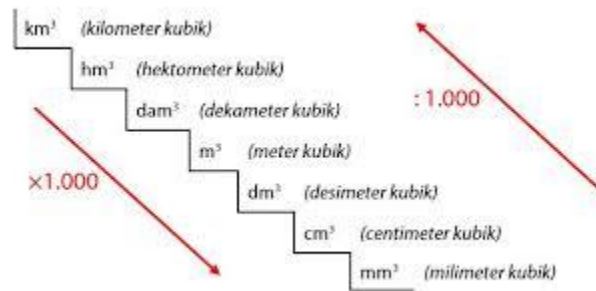 km³ (kilometer kubik)
hm³ (hektometer kubik)
: 1.000
dam³ (dekameter kubik)
m³ (meter kubik)
×1.000
dm³ (desimeter kubik)
cm³ (centimeter kubik)
mm³ (milimeter kubik)